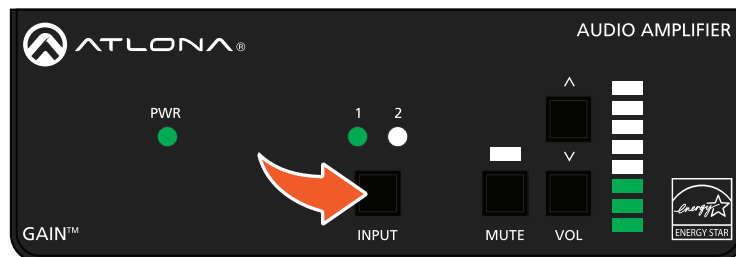 ATLONA®
AUDIO AMPLIFIER
PWR
1 2
GAIN™
INPUT
MUTE
VOL
energy
ENERGY STAR